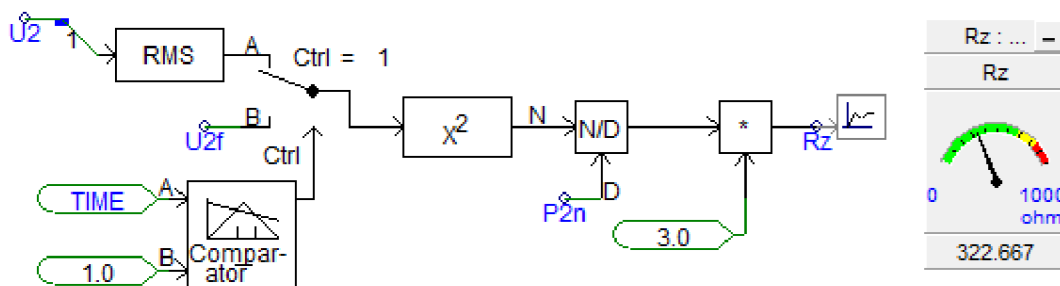 U2
1
RMS
A
Ctrl = 1
B
U2f
Ctrl
X²
N
N/D
D
P2n
*
3.0
Rz
TIME
A
1.0
B
Compar-
ator
Rz : ...
Rz
0
1000
ohm
322.667